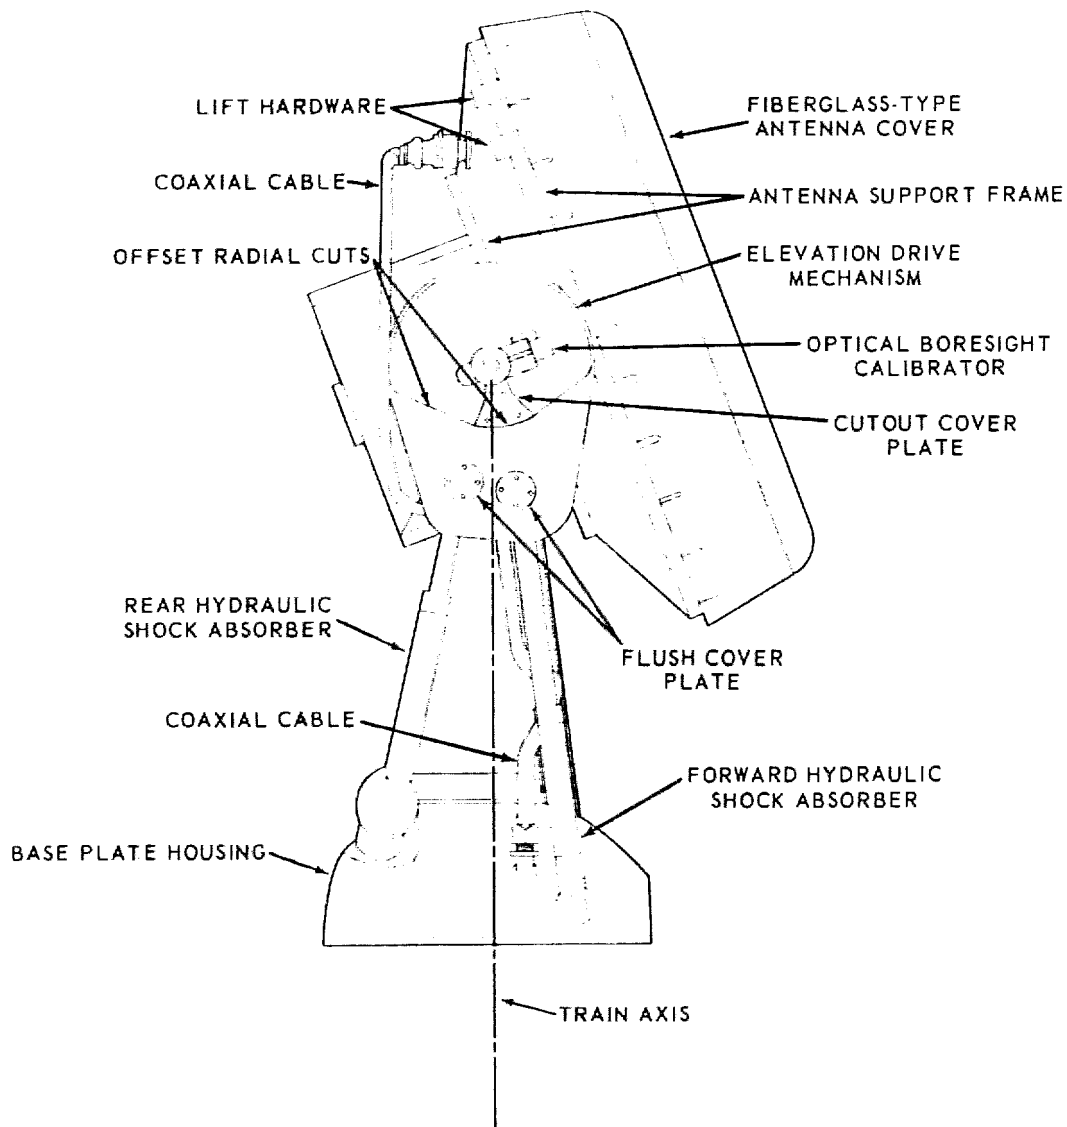 LIFT HARDWARE
FIBERGLASS-TYPE
ANTENNA COVER
COAXIAL CABLE
ANTENNA SUPPORT FRAME
OFFSET RADIAL CUTS
ELEVATION DRIVE
MECHANISM
OPTICAL BORESIGHT
CALIBRATOR
CUTOUT COVER
PLATE
REAR HYDRAULIC
SHOCK ABSORBER
FLUSH COVER
PLATE
COAXIAL CABLE
FORWARD HYDRAULIC
SHOCK ABSORBER
BASE PLATE HOUSING
TRAIN AXIS